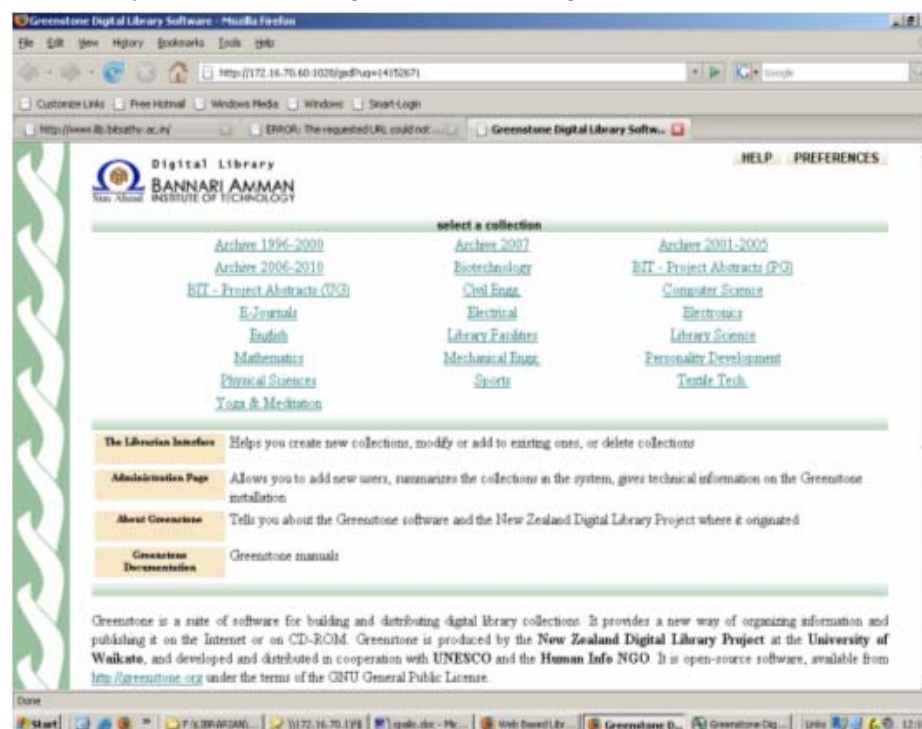 Greenstone Digital Library Software - Mozilla Firefox
File Edit View History Bookmarks Tools Help
Google
Customize Links Free Hotmail Windows Media Windows Smart-Login
ERROR: The requested URL could not ... Greenstone Digital Library Softw...
HELP PREFERENCES
Digital Library
BANNARI AMMAN
Stay Ahead INSTITUTE OF TECHNOLOGY
select a collection
Archive 1996-2000 Archive 2007 Archive 2001-2005
Archive 2006-2010 Biotechnology BIT - Project Abstracts (PG)
BIT - Project Abstracts (UG) Civil Engg. Computer Science
E-Journals Electrical Electronics
English Library Facilities Library Science
Mathematics Mechanical Engg. Personality Development
Physical Sciences Sports Textile Tech.
Yoga & Meditation
The Librarian Interface Helps you create new collections, modify or add to existing ones, or delete collections
Administration Page Allows you to add new users, summarizes the collections in the system, gives technical information on the Greenstone
installation
About Greenstone Tells you about the Greenstone software and the New Zealand Digital Library Project where it originated
Greenstone
Documentation Greenstone manuals
Greenstone is a suite of software for building and distributing digital library collections. It provides a new way of organizing information and
publishing it on the Internet or on CD-ROM. Greenstone is produced by the New Zealand Digital Library Project at the University of
Waikato, and developed and distributed in cooperation with UNESCO and the Human Info NGO. It is open-source software, available from
http://greenstone.org under the terms of the GNU General Public License.
Done
Start Web Based Libr... Greenstone D... Greenstone Dig... Links